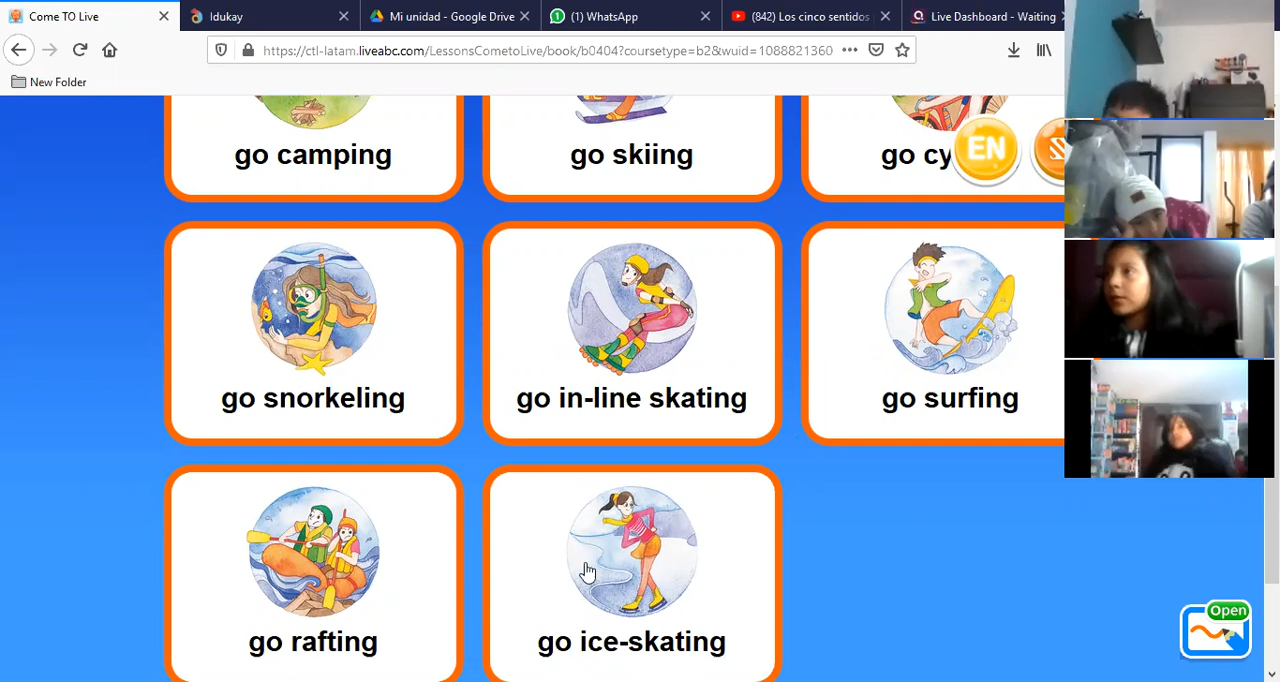 Come TO Live
Idukay
Mi unidad - Google Drive
(1) WhatsApp
(842) Los cinco sentidos
Live Dashboard - Waiting
https://ctl-latam.liveabc.com/LessonsCometoLive/book/b0404?coursetype=b2&wuid=1088821360
New Folder
go camping
go skiing
go cy
EN
go snorkeling
go in-line skating
go surfing
go rafting
go ice-skating
Open